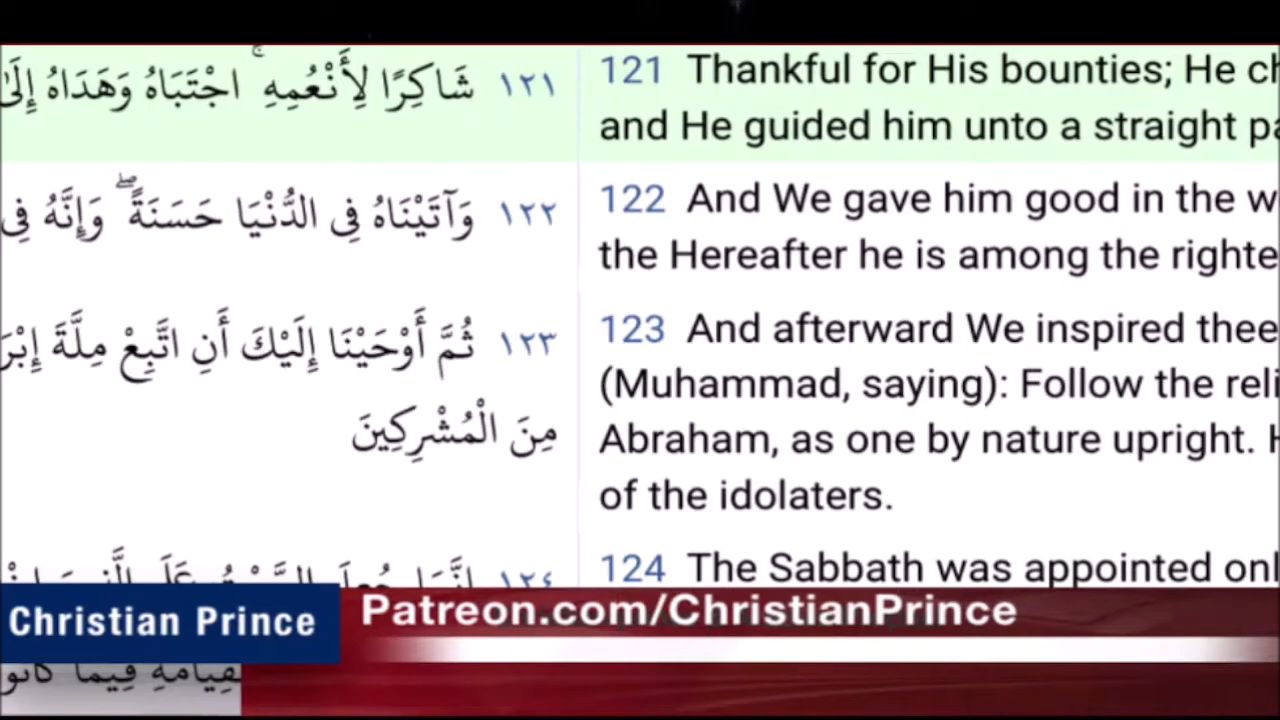 ١٢١ شَاكِرًا لِأَنْعُمِهِ ۚ اجْتَبَاهُ وَهَدَاهُ إِلَىٰ
121 Thankful for His bounties; He
and He guided him unto a straight
١٢٢ وَآتَيْنَاهُ فِي الدُّنْيَا حَسَنَةً ۖ وَإِنَّهُ فِي
122 And We gave him good in the
the Hereafter he is among the
١٢٣ ثُمَّ أَوْحَيْنَا إِلَيْكَ أَنِ اتَّبِعْ مِلَّةَ
مِنَ الْمُشْرِكِينَ
123 And afterward We inspired thee
(Muhammad, saying): Follow the
Abraham, as one by nature upright.
of the idolaters.
١٢٤
124 The Sabbath was appointed
Christian Prince
Patreon.com/ChristianPrince
فِيمَا